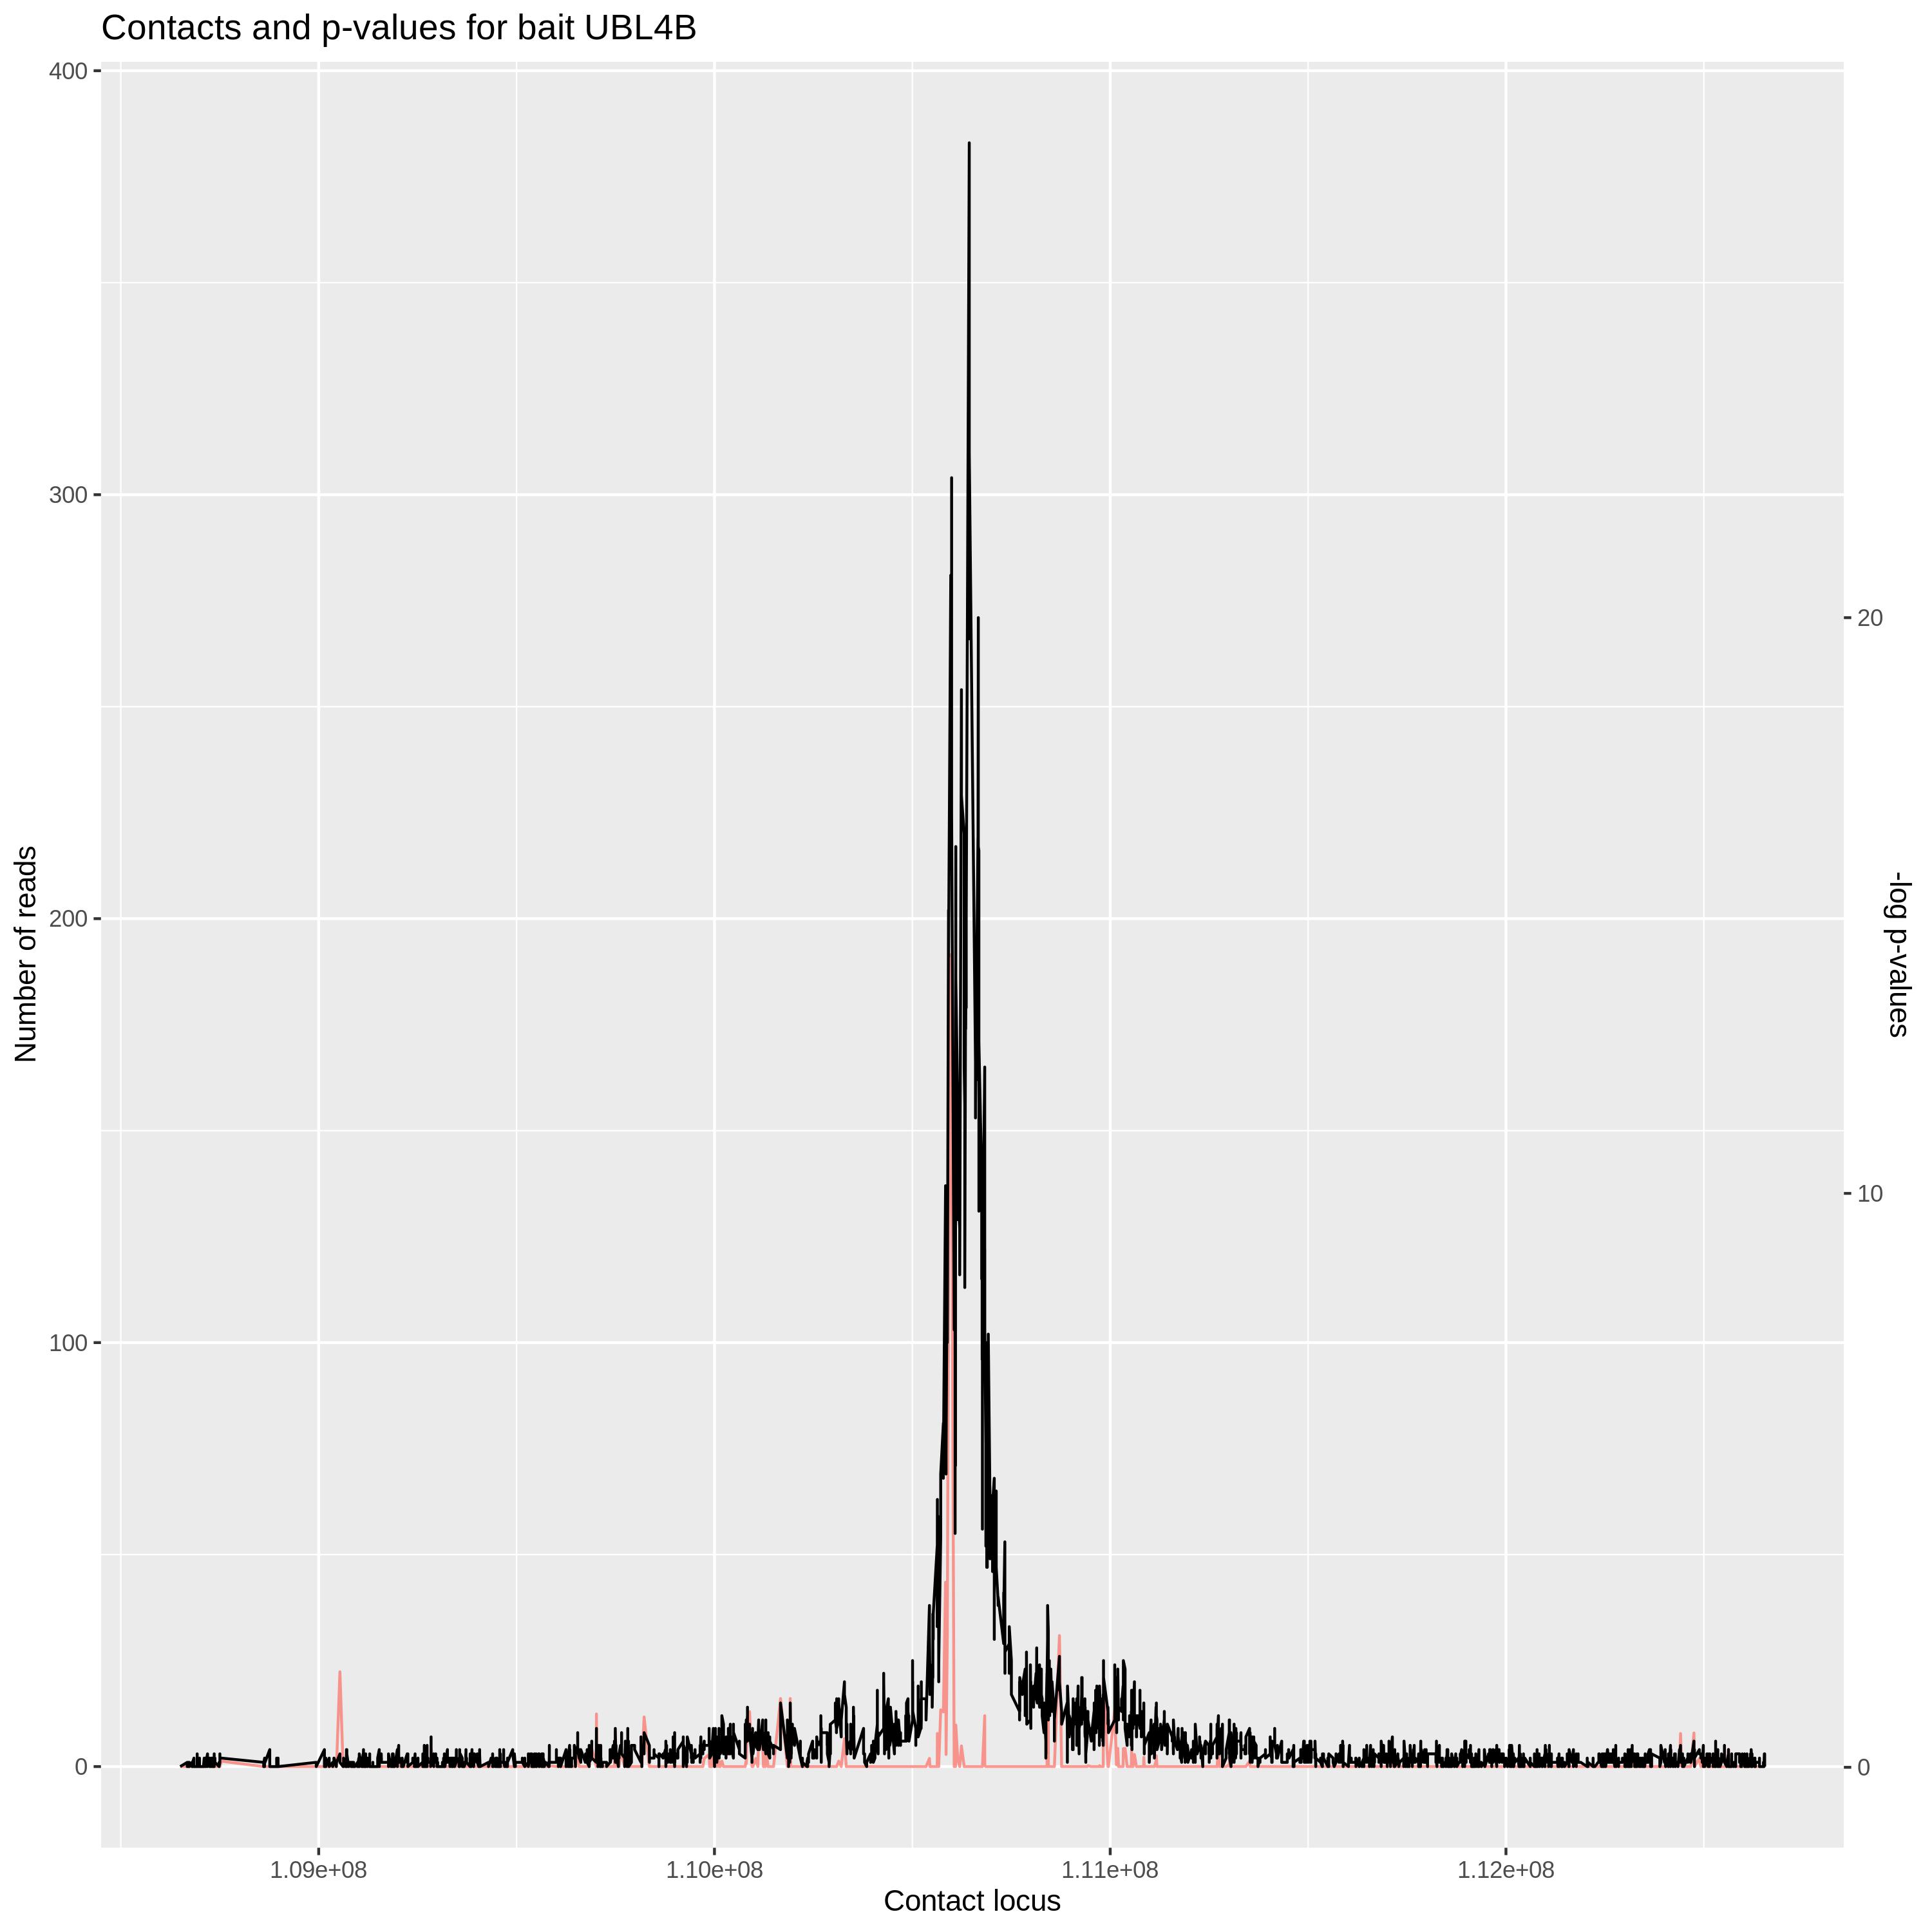 Contacts and p-values for bait UBL4B
400
300
200
100
0
Number of reads
20
10
0
-log p-values
1.09e+08
1.10e+08
1.11e+08
1.12e+08
Contact locus